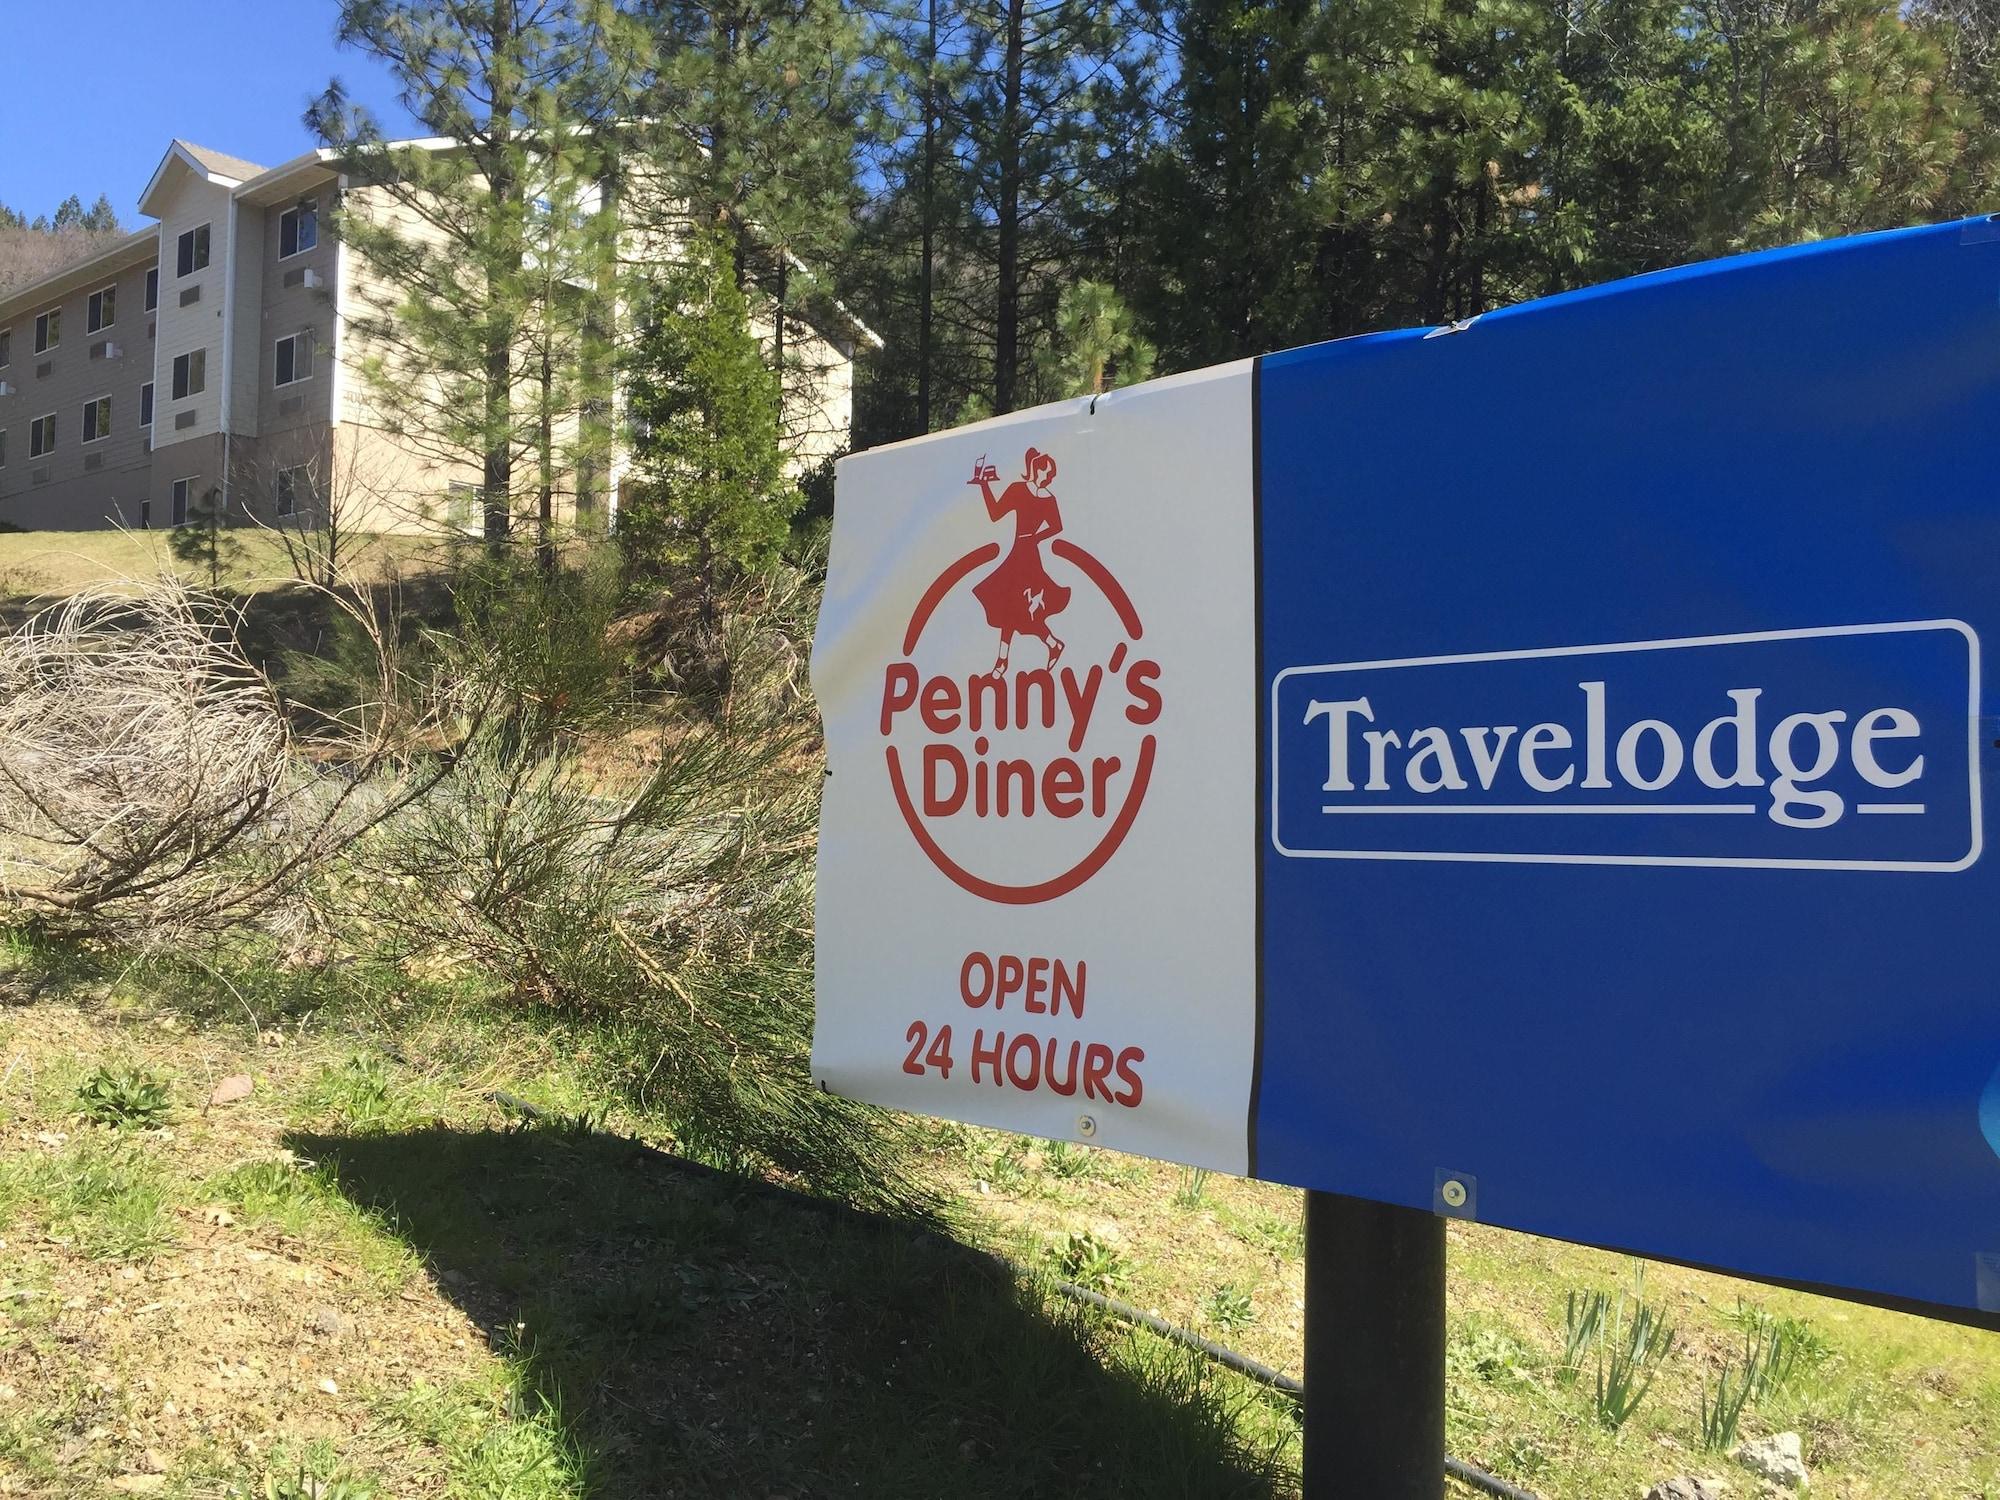 Penny's
Diner
OPEN
24 HOURS
Travelodge